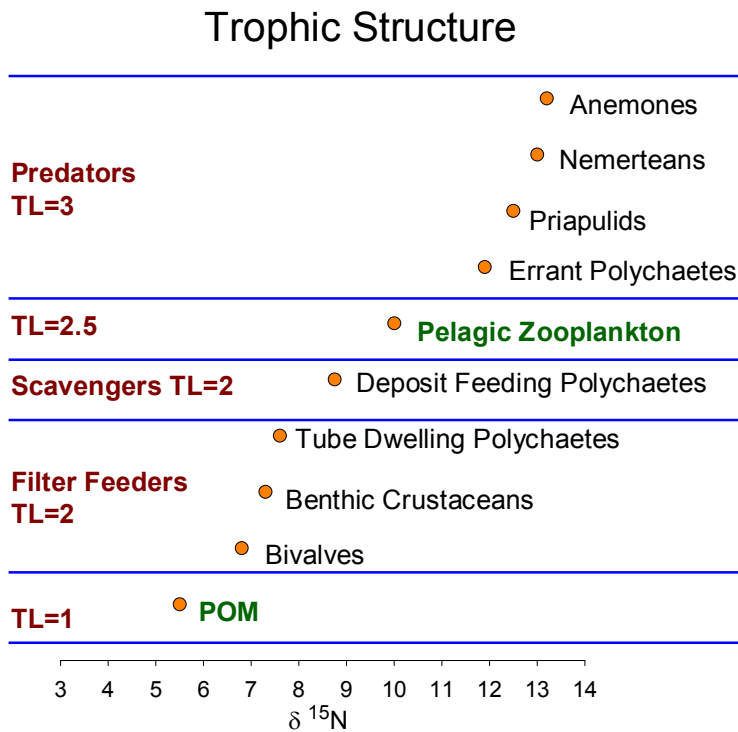 Trophic Structure
Anemones
Nemerteans
Predators
TL=3
Priapulids
Errant Polychaetes
TL=2.5
Pelagic Zooplankton
Scavengers TL=2
Deposit Feeding Polychaetes
Tube Dwelling Polychaetes
Filter Feeders
TL=2
Benthic Crustaceans
Bivalves
TL=1
POM
3 4 5 6 7 8 9 10 11 12 13 14
δ ¹⁵N